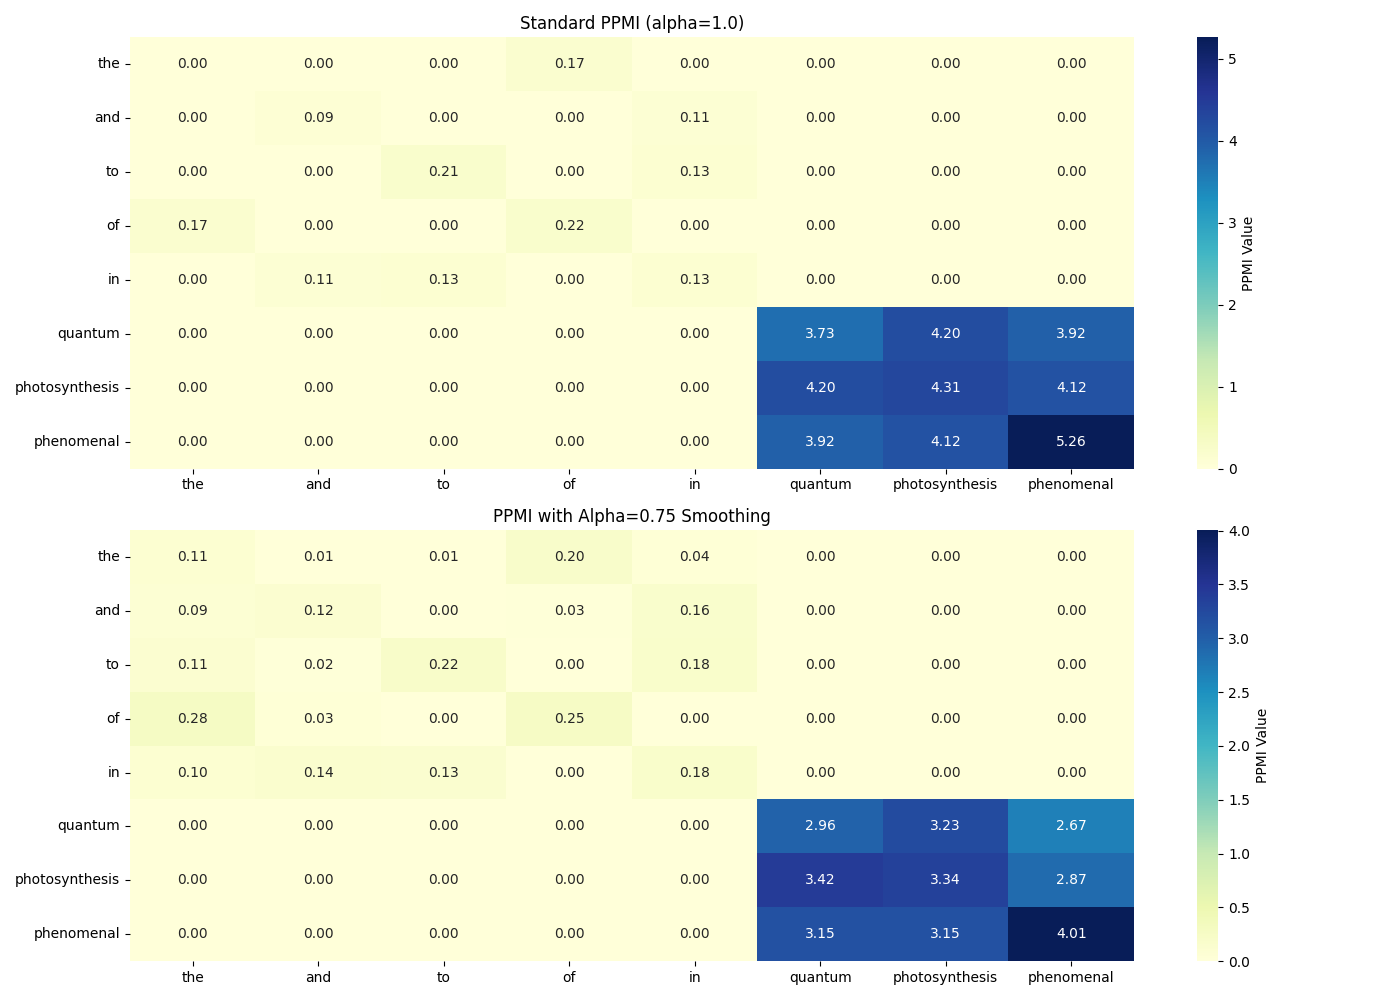 Standard PPMI (alpha=1.0)
the 0.00 0.00 0.00 0.17 0.00 0.00 0.00 0.00
and 0.00 0.09 0.00 0.00 0.11 0.00 0.00 0.00
to 0.00 0.00 0.21 0.00 0.13 0.00 0.00 0.00
of 0.17 0.00 0.00 0.22 0.00 0.00 0.00 0.00
in 0.00 0.11 0.13 0.00 0.13 0.00 0.00 0.00
quantum 0.00 0.00 0.00 0.00 0.00 3.73 4.20 3.92
photosynthesis 0.00 0.00 0.00 0.00 0.00 4.20 4.31 4.12
phenomenal 0.00 0.00 0.00 0.00 0.00 3.92 4.12 5.26
the and to of in quantum photosynthesis phenomenal
5
4
3
2
1
0
PPMI Value
PPMI with Alpha=0.75 Smoothing
the 0.11 0.01 0.01 0.20 0.04 0.00 0.00 0.00
and 0.09 0.12 0.00 0.03 0.16 0.00 0.00 0.00
to 0.11 0.02 0.22 0.00 0.18 0.00 0.00 0.00
of 0.28 0.03 0.00 0.25 0.00 0.00 0.00 0.00
in 0.10 0.14 0.13 0.00 0.18 0.00 0.00 0.00
quantum 0.00 0.00 0.00 0.00 0.00 2.96 3.23 2.67
photosynthesis 0.00 0.00 0.00 0.00 0.00 3.42 3.34 2.87
phenomenal 0.00 0.00 0.00 0.00 0.00 3.15 3.15 4.01
the and to of in quantum photosynthesis phenomenal
4.0
3.5
3.0
2.5
2.0
1.5
1.0
0.5
0.0
PPMI Value